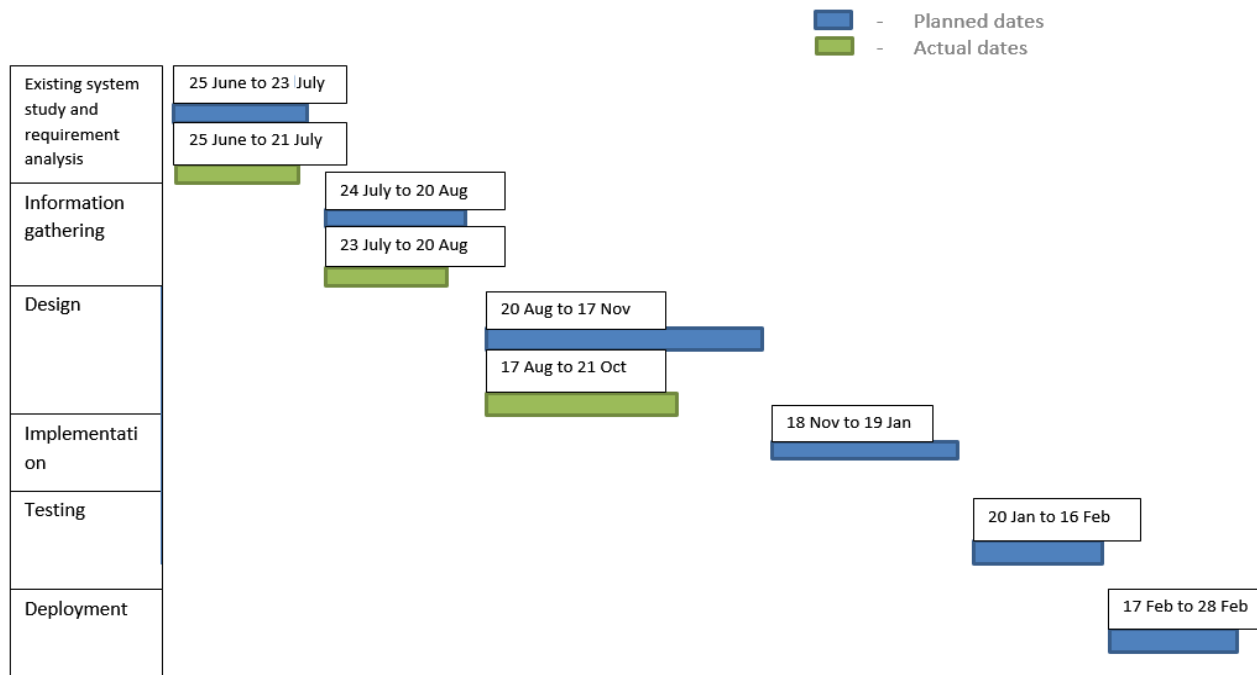 - Planned dates
- Actual dates
Existing system
study and
requirement
analysis
25 June to 23 July
25 June to 21 July
Information
gathering
24 July to 20 Aug
23 July to 20 Aug
Design
20 Aug to 17 Nov
17 Aug to 21 Oct
Implementati
on
18 Nov to 19 Jan
Testing
20 Jan to 16 Feb
Deployment
17 Feb to 28 Feb